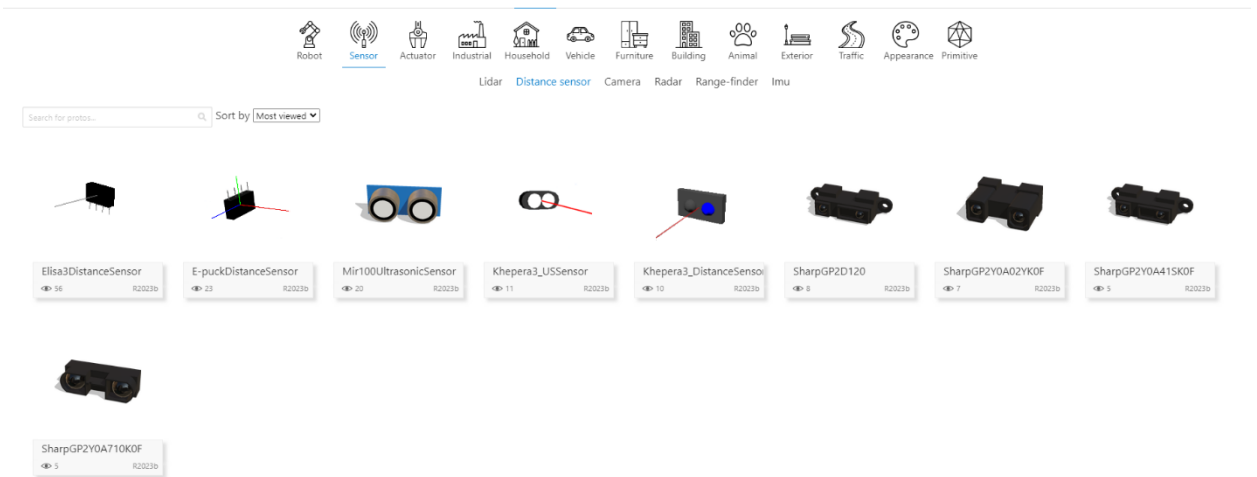 Robot Sensor Actuator Industrial Household Vehicle Furniture Building Animal Exterior Traffic Appearance Primitive
Lidar Distance sensor Camera Radar Range-finder Imu
Search for protos... Sort by Most viewed
Elisa3DistanceSensor E-puckDistanceSensor Mir100UltrasonicSensor Khepera3_USSensor Khepera3_DistanceSensor SharpGP2D120 SharpGP2Y0A02YK0F SharpGP2Y0A41SK0F
56 R2023b 23 R2023b 20 R2023b 11 R2023b 10 R2023b 8 R2023b 7 R2023b 5 R2023b
SharpGP2Y0A710K0F
5 R2023b